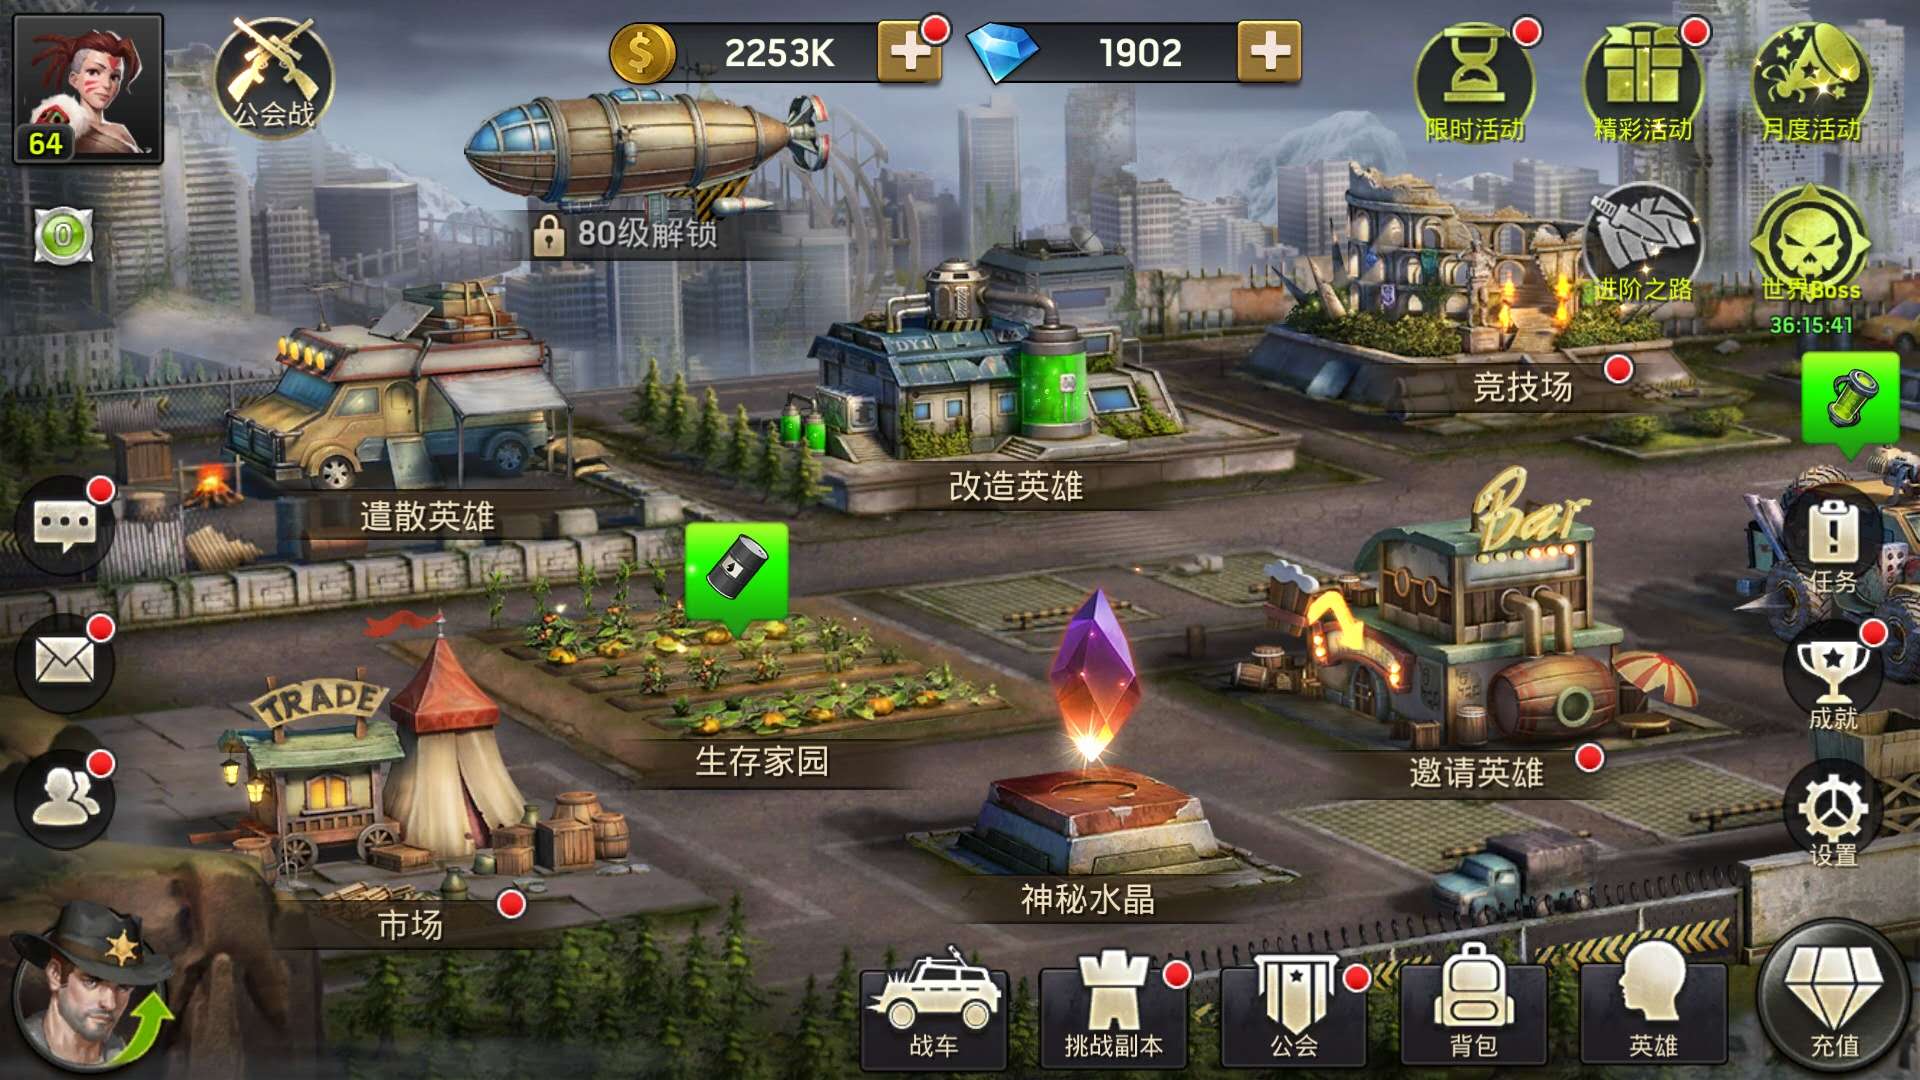 2253K
1902
64
公会战
限时活动
精彩活动
月度活动
0
80级解锁
进阶之路
世界Boss
36:15:41
竞技场
改造英雄
遣散英雄
Bar
任务
TRADE
成就
生存家园
邀请英雄
设置
神秘水晶
市场
战车
挑战副本
公会
背包
英雄
充值